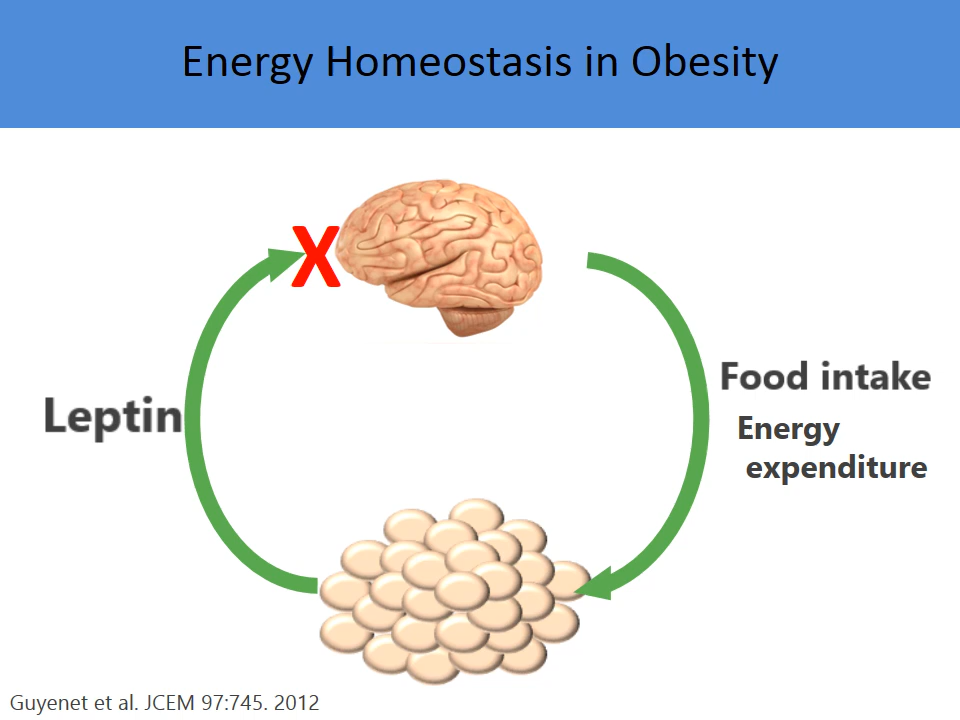 Energy Homeostasis in Obesity
X
Leptin
Food intake
Energy
expenditure
Guyenet et al. JCEM 97:745. 2012